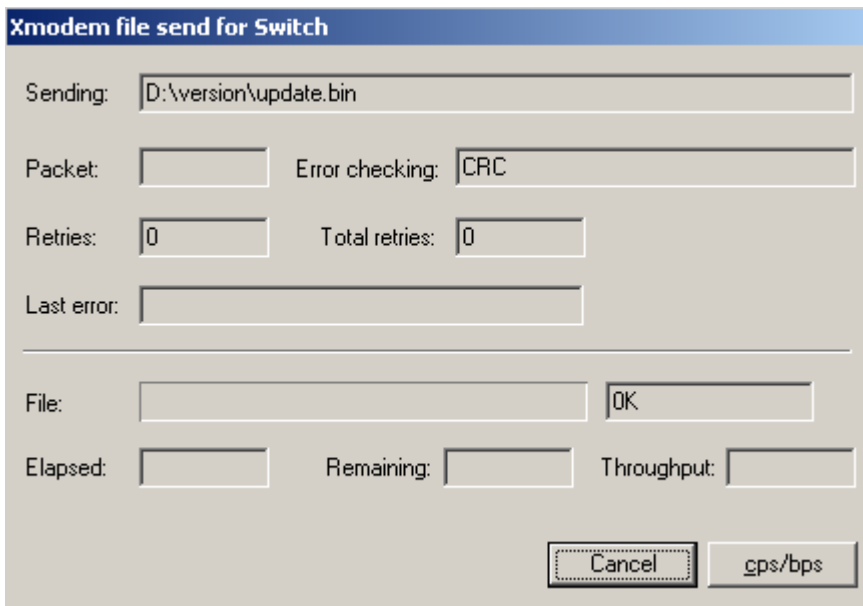 Xmodem file send for Switch
Sending: D:\version\update.bin
Packet: Error checking: CRC
Retries: 0 Total retries: 0
Last error:
File: 0K
Elapsed: Remaining: Throughput:
Cancel cps/bps